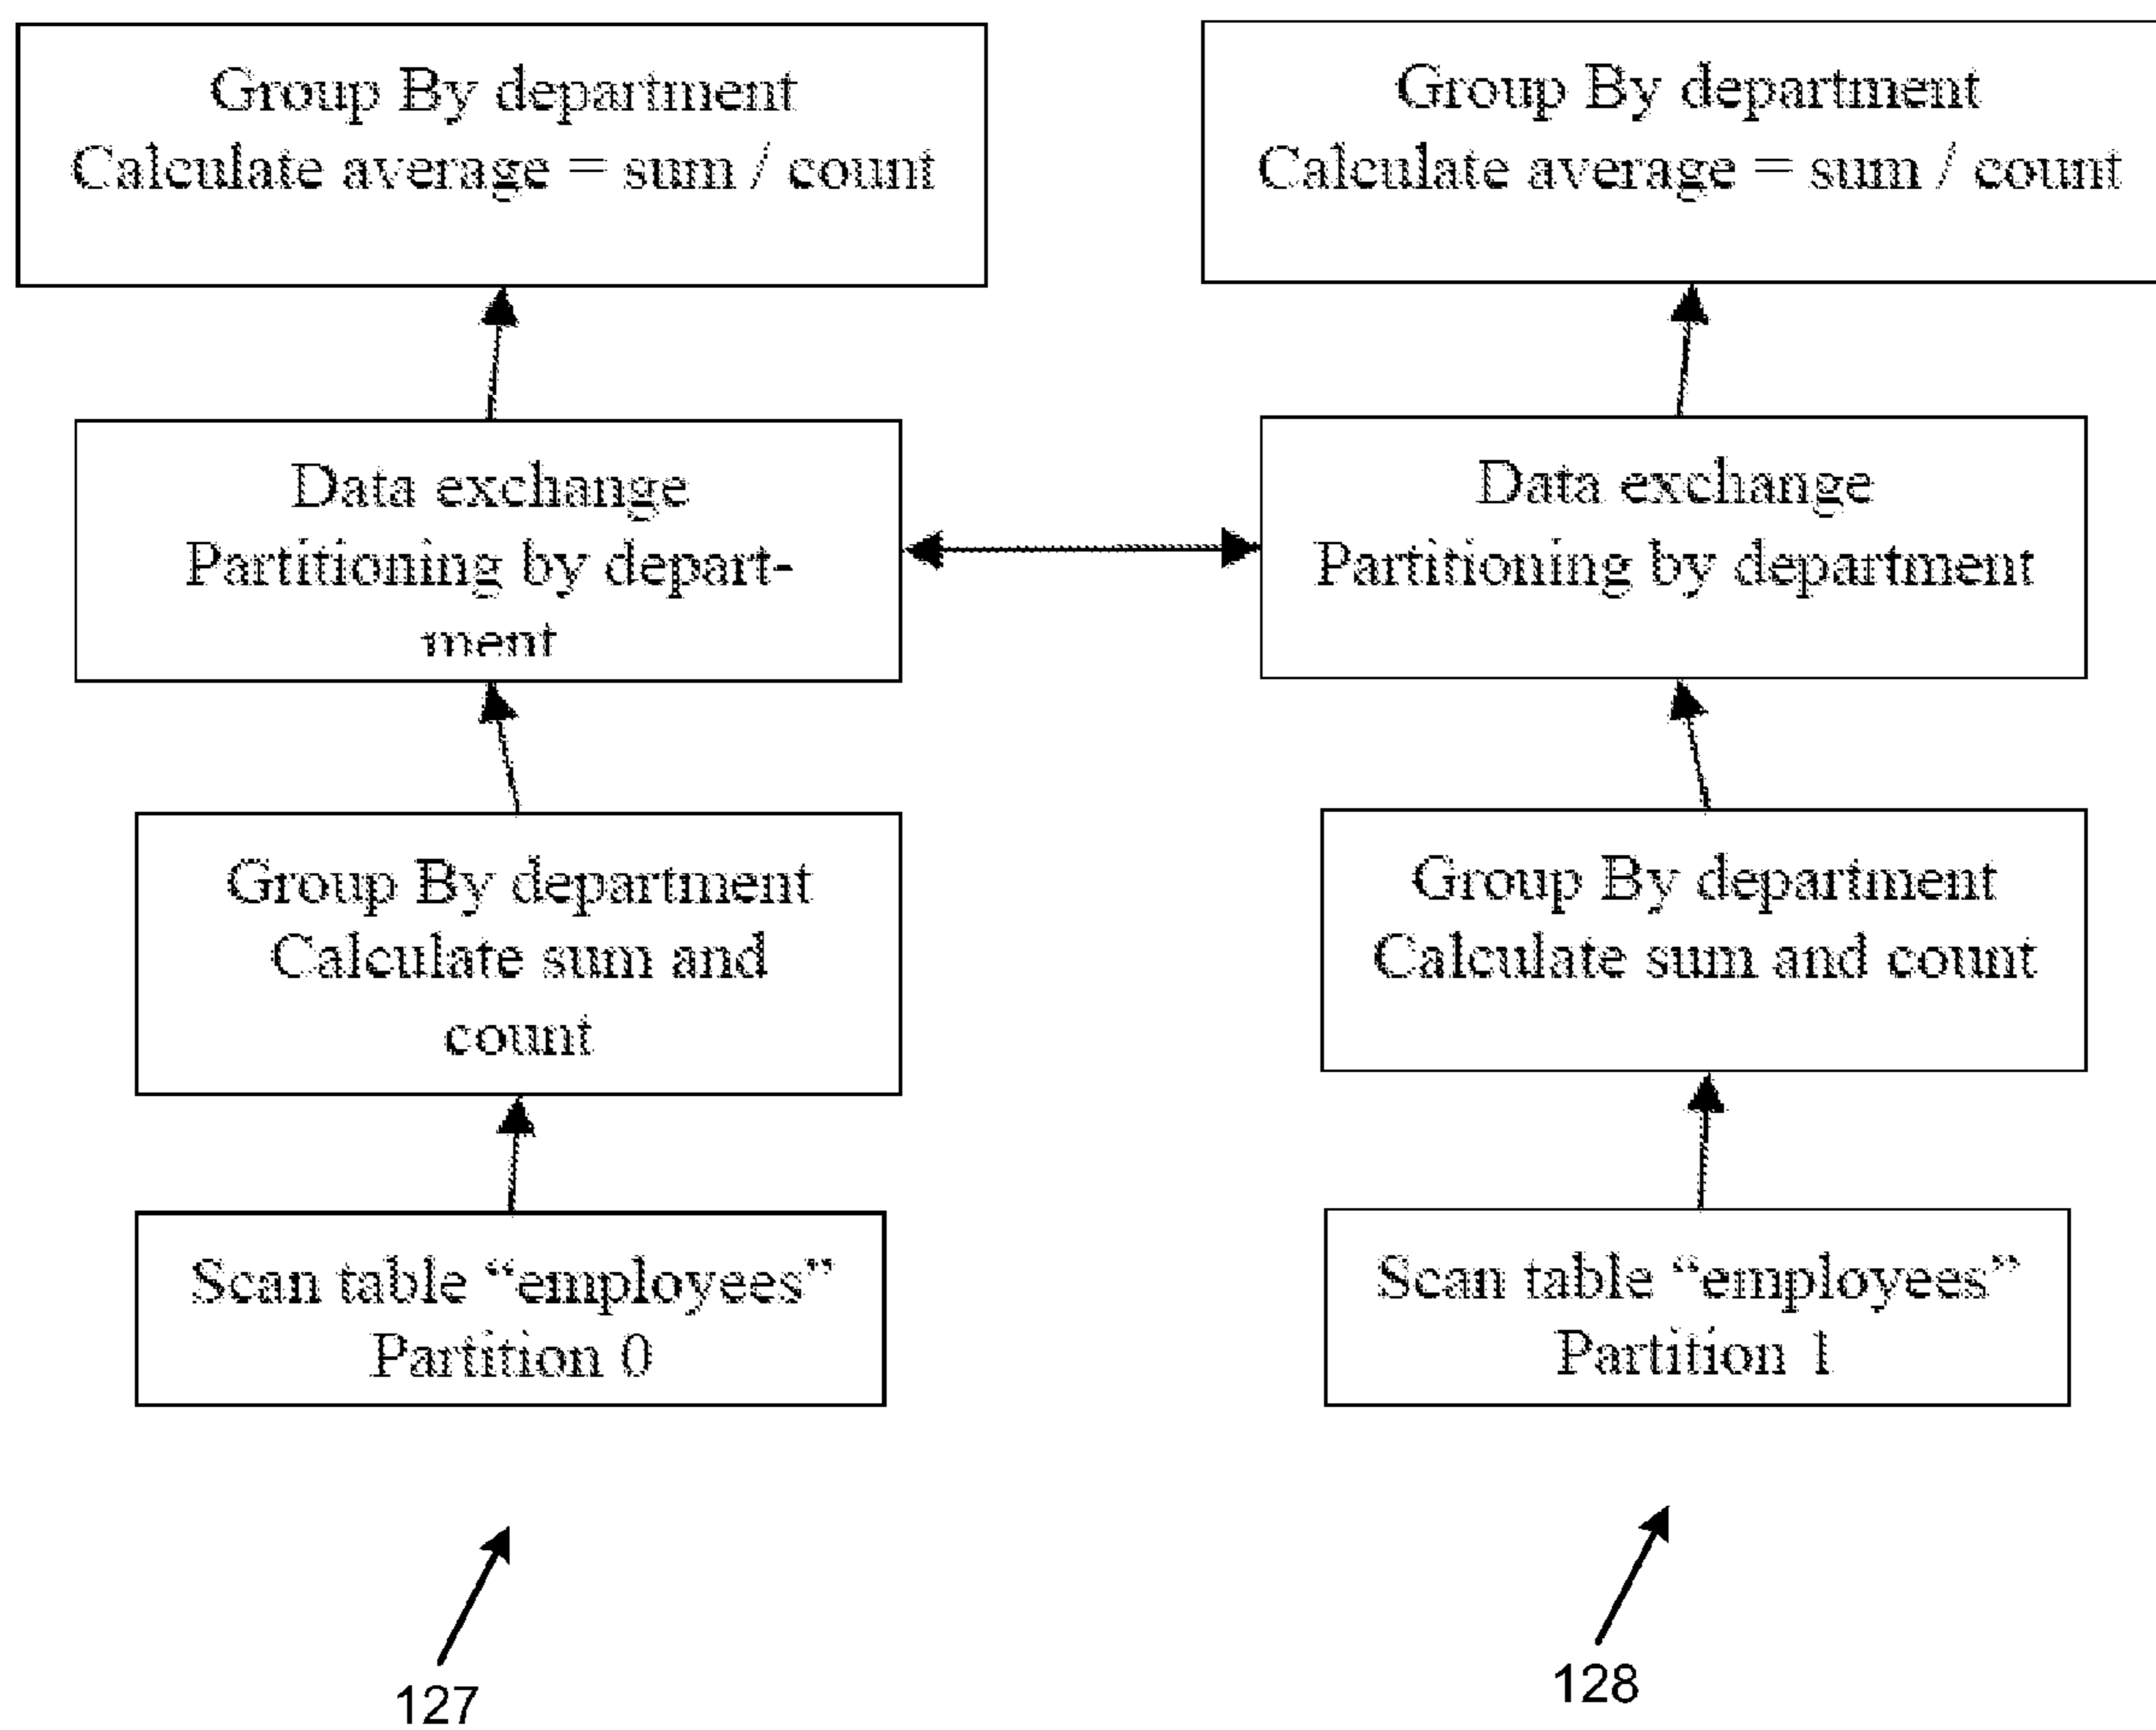 Group By department
Calculate average = sum / count
Group By department
Calculate average = sum / count
Data exchange
Partitioning by depart-
ment
Data exchange
Partitioning by department
Group By department
Calculate sum and
count
Group By department
Calculate sum and count
Scan table “employees”
Partition 0
Scan table “employees”
Partition 1
127
128